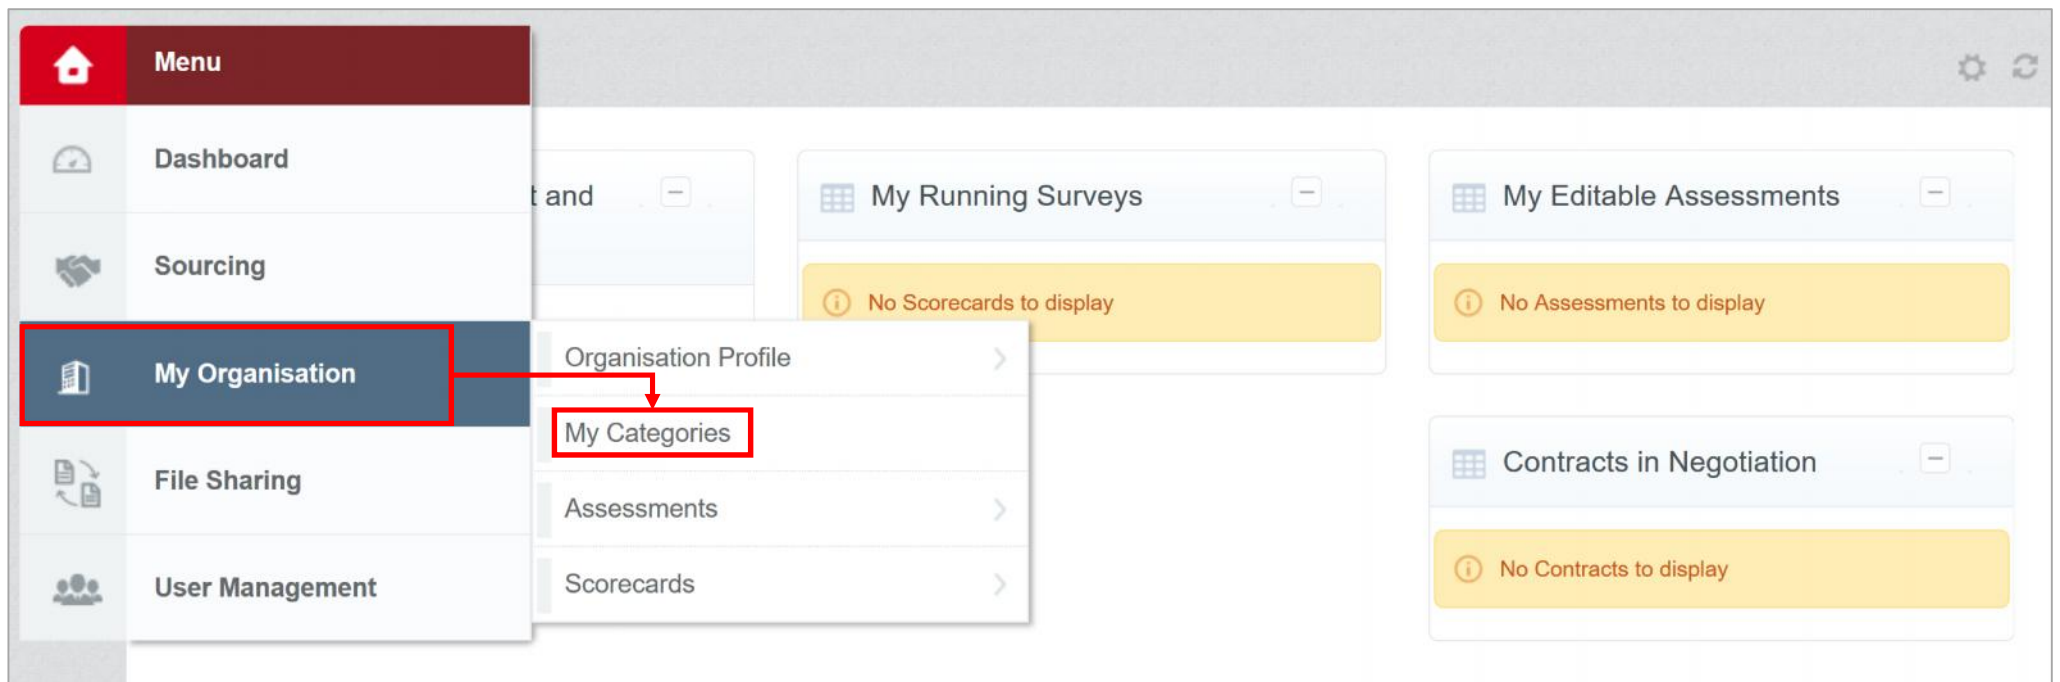 Menu
Dashboard
Sourcing
My Organisation
File Sharing
User Management
Organisation Profile
My Categories
Assessments
Scorecards
t and
My Running Surveys
No Scorecards to display
My Editable Assessments
No Assessments to display
Contracts in Negotiation
No Contracts to display